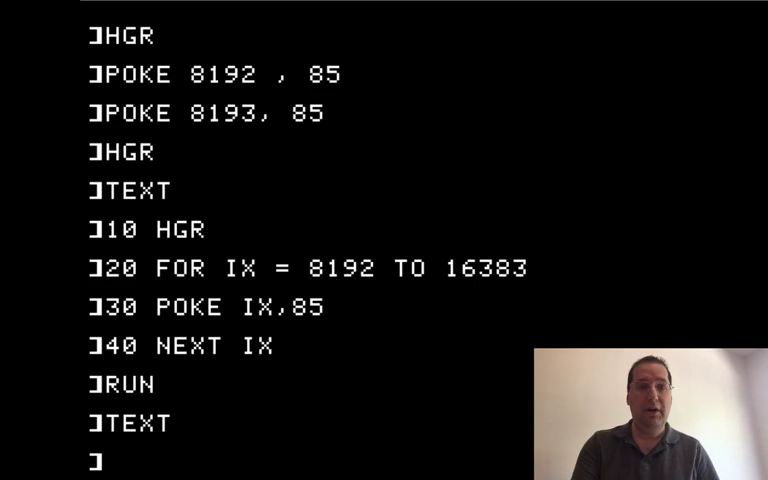 ]HGR
]POKE 8192 , 85
]POKE 8193, 85
]HGR
]TEXT
]10 HGR
]20 FOR IX = 8192 TO 16383
]30 POKE IX,85
]40 NEXT IX
]RUN
]TEXT
]